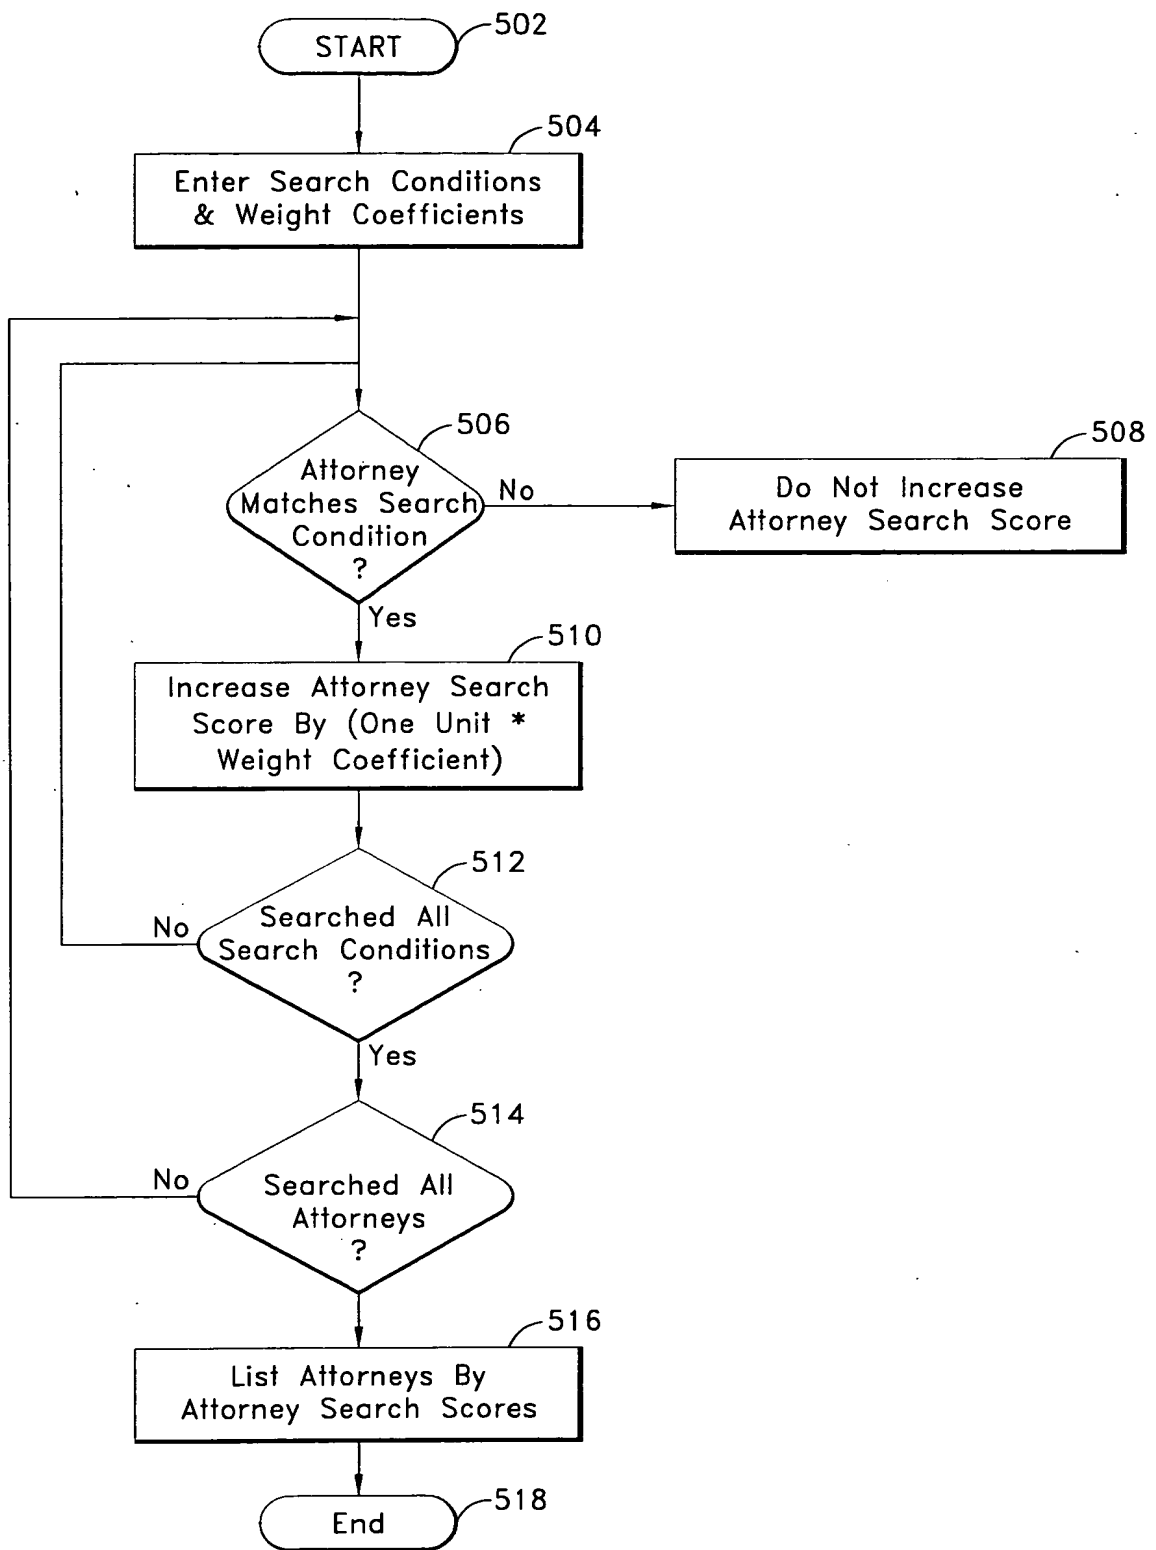 START
502
504
Enter Search Conditions
& Weight Coefficients
506
Attorney
Matches Search
Condition
?
No
508
Do Not Increase
Attorney Search Score
Yes
510
Increase Attorney Search
Score By (One Unit *
Weight Coefficient)
512
Searched All
Search Conditions
?
No
Yes
514
Searched All
Attorneys
?
No
516
List Attorneys By
Attorney Search Scores
End
518